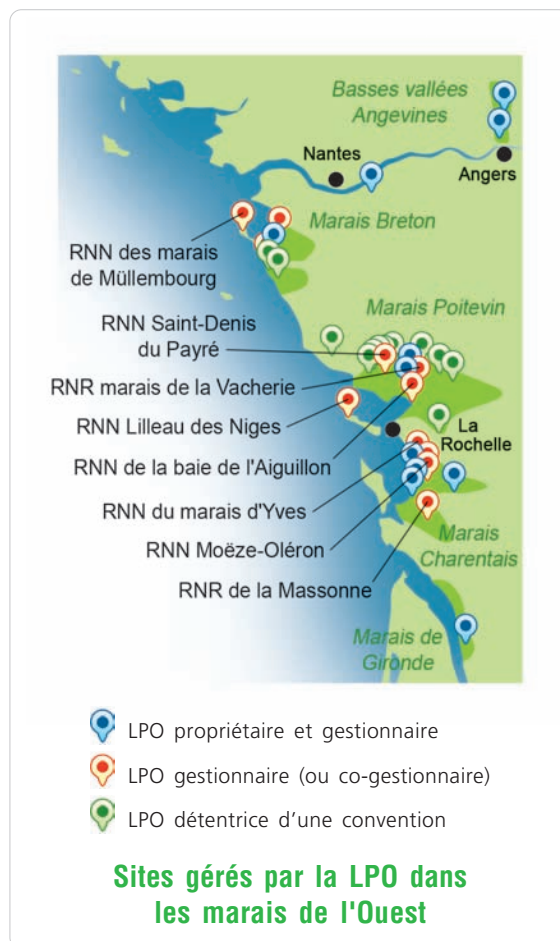 Basses vallées
Angevines
Nantes
Angers
Marais Breton
RNN des marais
de Müllembourg
Marais Poitevin
RNN Saint-Denis
du Payré
RNR marais de la Vacherie
RNN Lilleau des Niges
La
Rochelle
RNN de la baie de l'Aiguillon
RNN du marais d'Yves
RNN Moëze-Oléron
Marais
Charentais
RNR de la Massonne
Marais de
Gironde
LPO propriétaire et gestionnaire
LPO gestionnaire (ou co-gestionnaire)
LPO détentrice d’une convention
Sites gérés par la LPO dans
les marais de l'Ouest